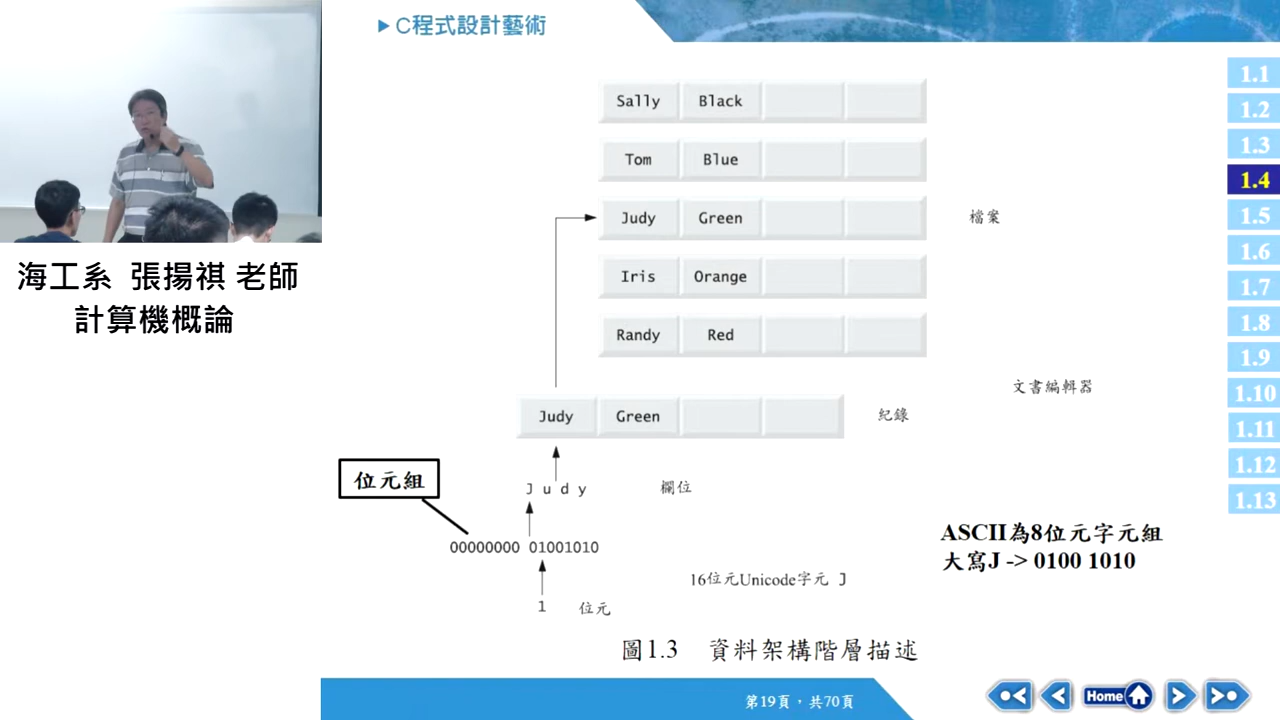 C程式設計藝術
海工系 張揚祺 老師
計算機概論
Sally Black
Tom Blue
Judy Green
檔案
Iris Orange
Randy Red
文書編輯器
Judy Green
紀錄
位元組
J u d y
欄位
00000000 01001010
ASCII為8位元字元組
大寫J -> 0100 1010
16位元Unicode字元 J
1 位元
圖1.3 資料架構階層描述
1.1
1.2
1.3
1.4
1.5
1.6
1.7
1.8
1.9
1.10
1.11
1.12
1.13
第19頁,共70頁
Home